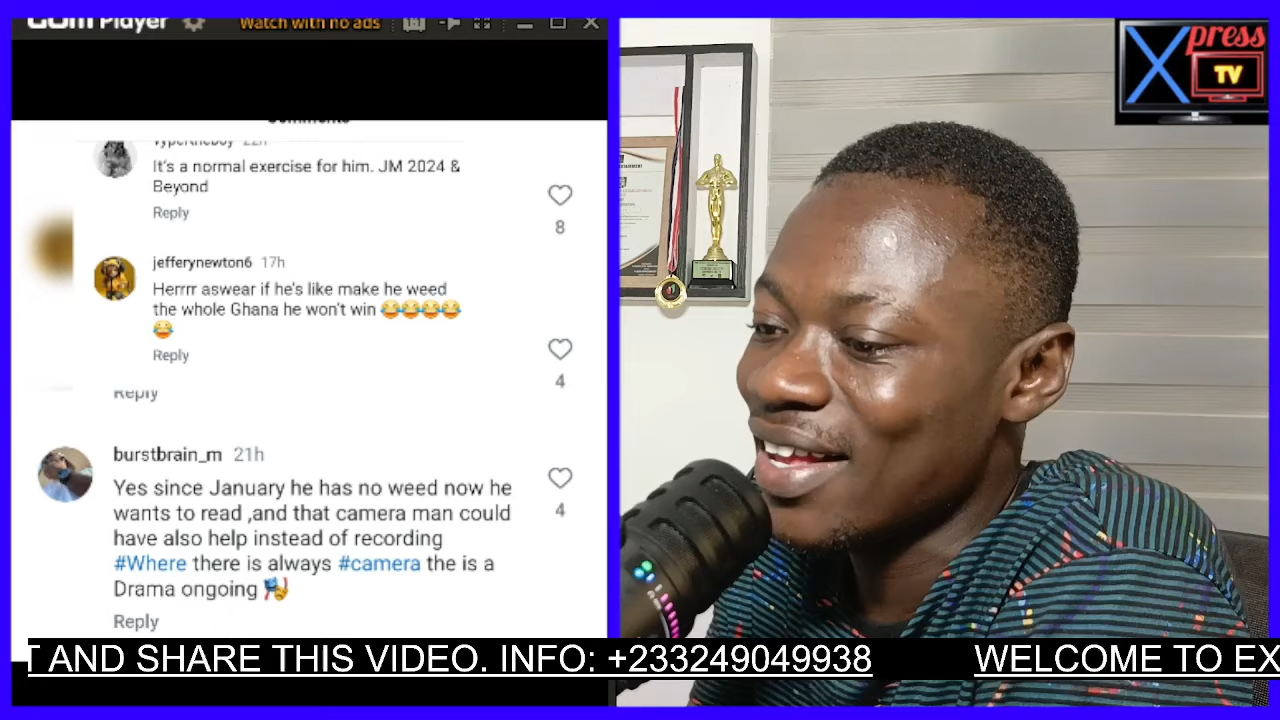 GOM Player
Watch with no ads
Comments
vypertheboy 22h
It's a normal exercise for him. JM 2024 &
Beyond
Reply
8
jefferynewton6 17h
Herrrr aswear if he's like make he weed
the whole Ghana he won't win 😂😂😂😂
😂
Reply
4
Reply
burstbrain_m 21h
Yes since January he has no weed now he
wants to read ,and that camera man could
have also help instead of recording
#Where there is always #camera the is a
Drama ongoing 🎭
Reply
4
Xpress
TV
T AND SHARE THIS VIDEO. INFO: +233249049938 WELCOME TO EX